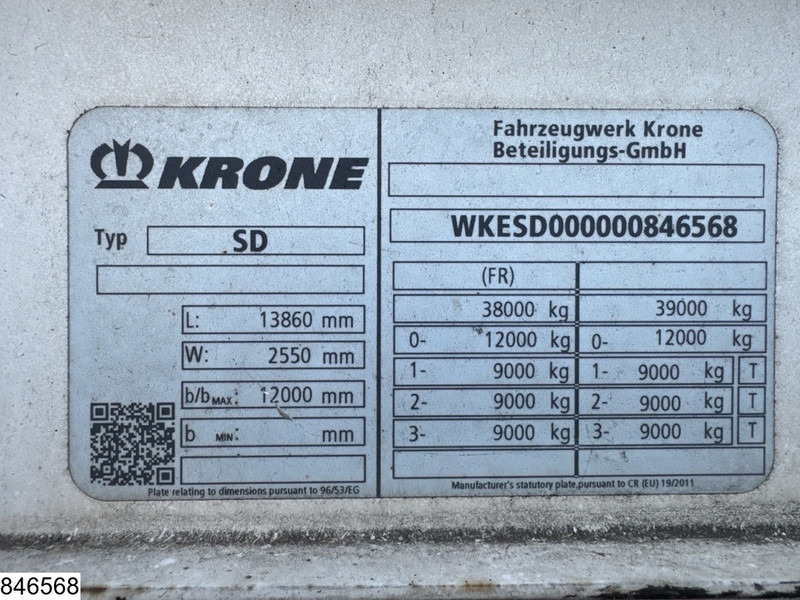 KRONE
Typ SD
L: 13860 mm
W: 2550 mm
b/bMAX: 12000 mm
b MIN: mm
Plate relating to dimensions pursuant to 96/53/EG
Fahrzeugwerk Krone
Beteiligungs-GmbH
WKESD000000846568
(FR)
38000 kg 39000 kg
0- 12000 kg 0- 12000 kg
1- 9000 kg 1- 9000 kg T
2- 9000 kg 2- 9000 kg T
3- 9000 kg 3- 9000 kg T
Manufacturer's statutory plate pursuant to CR (EU) 19/2011
846568